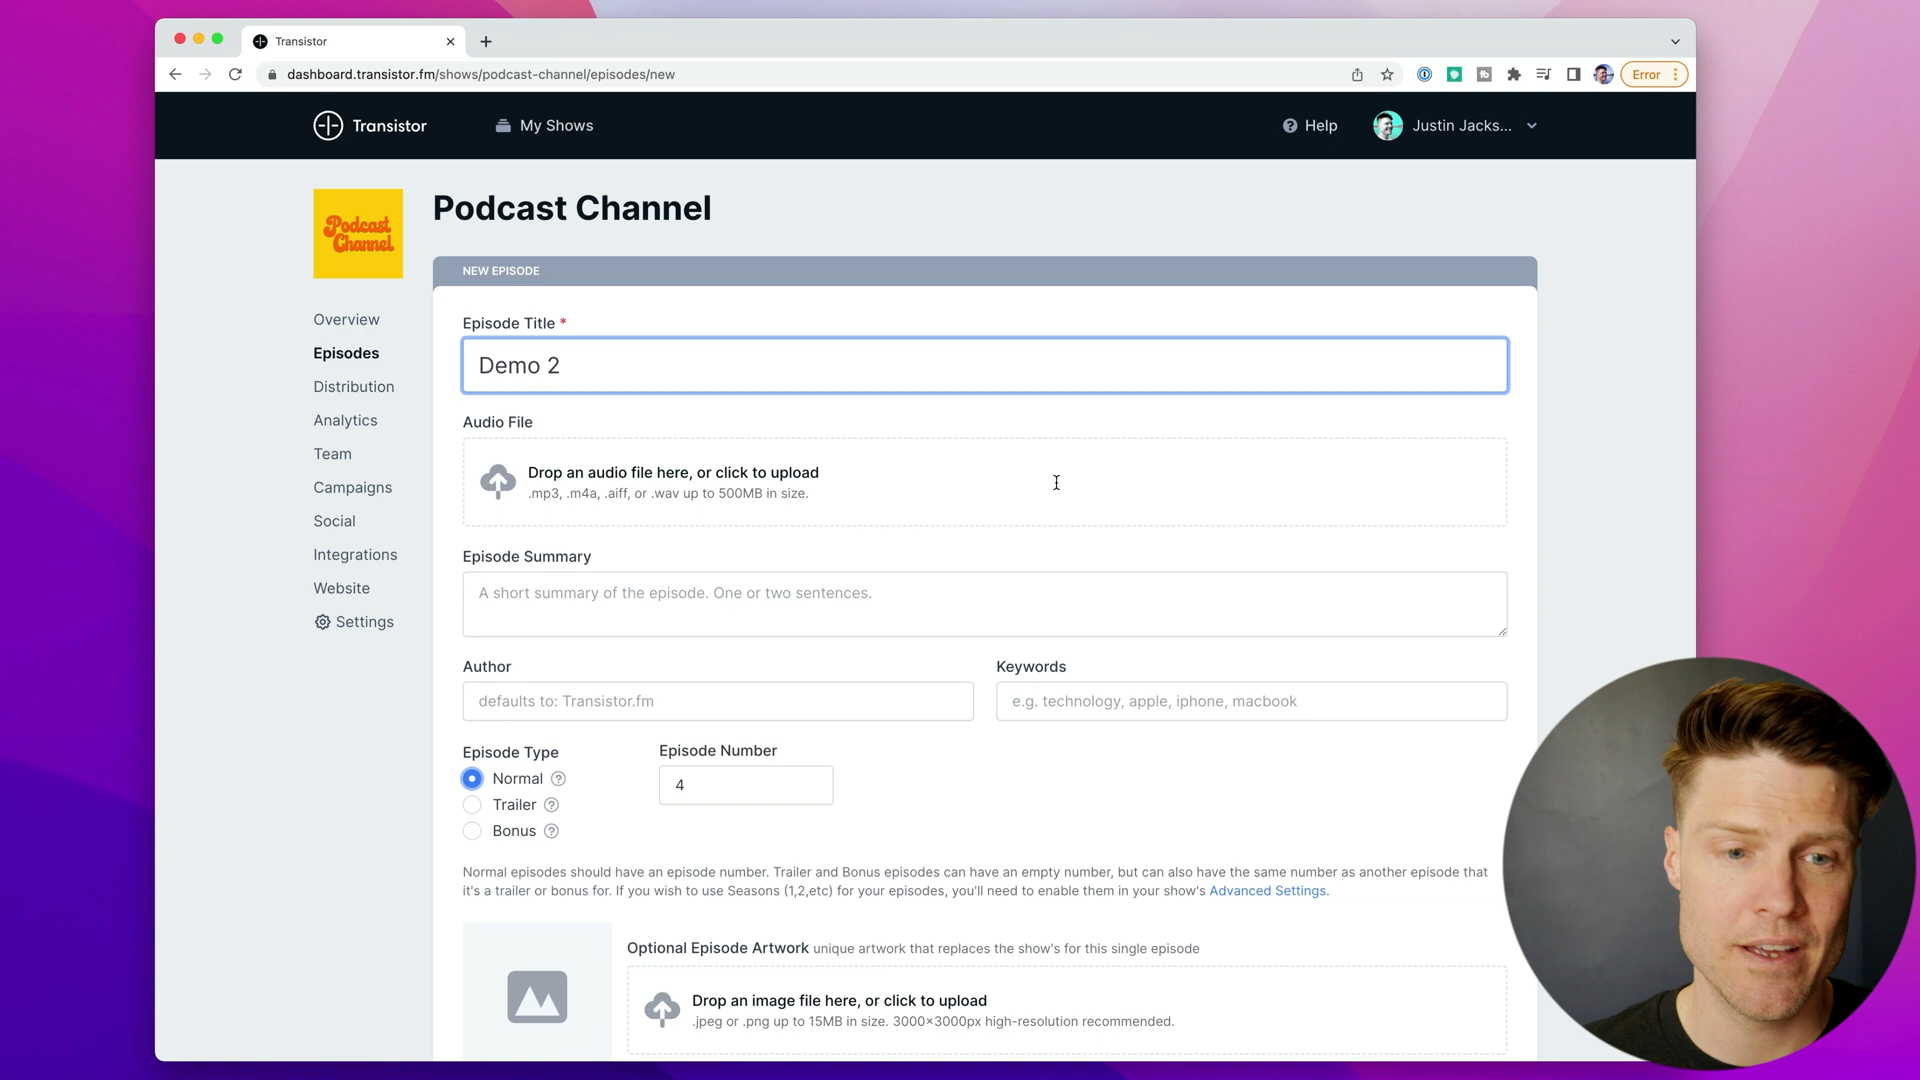 Transistor
dashboard.transistor.fm/shows/podcast-channel/episodes/new
Error
Transistor
My Shows
Help
Justin Jacks...
Podcast Channel
Podcast Channel
Overview
Episodes
Distribution
Analytics
Team
Campaigns
Social
Integrations
Website
Settings
NEW EPISODE
Episode Title *
Demo 2
Audio File
Drop an audio file here, or click to upload
.mp3, .m4a, .aiff, or .wav up to 500MB in size.
Episode Summary
A short summary of the episode. One or two sentences.
Author
defaults to: Transistor.fm
Keywords
e.g. technology, apple, iphone, macbook
Episode Type
Normal
Trailer
Bonus
Episode Number
4
Normal episodes should have an episode number. Trailer and Bonus episodes can have an empty number, but can also have the same number as another episode that
it's a trailer or bonus for. If you wish to use Seasons (1,2,etc) for your episodes, you'll need to enable them in your show's Advanced Settings.
Optional Episode Artwork unique artwork that replaces the show's for this single episode
Drop an image file here, or click to upload
.jpeg or .png up to 15MB in size. 3000×3000px high-resolution recommended.